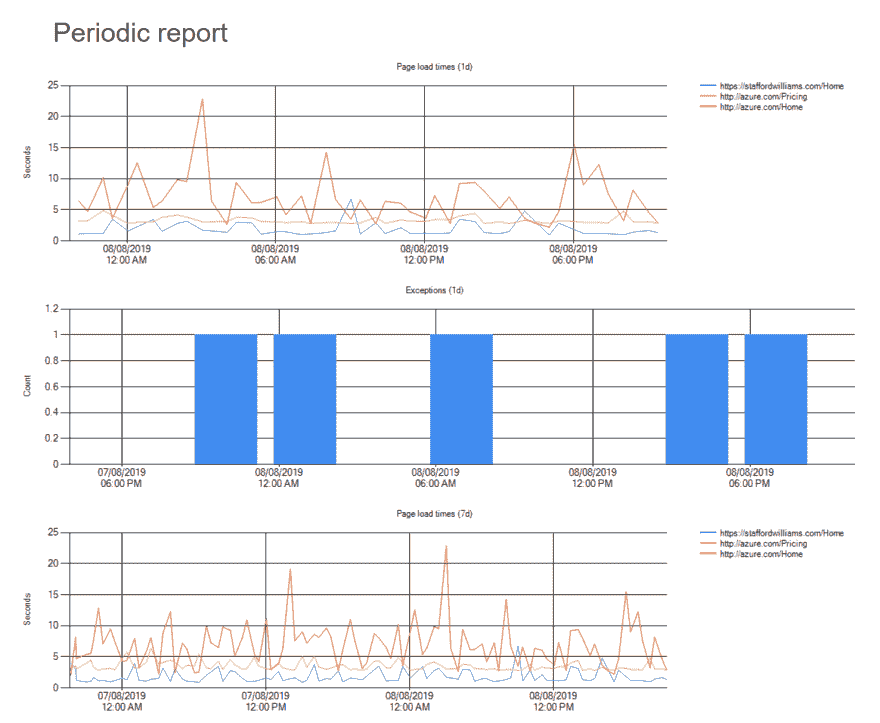 Periodic report
Page load times (1d)
25
20
15
10
5
0
Seconds
08/08/2019
12:00 AM
08/08/2019
06:00 AM
08/08/2019
12:00 PM
08/08/2019
06:00 PM
https://staffordwilliams.com/Home
http://azure.com/Pricing
http://azure.com/Home
Exceptions (1d)
1.2
1
0.8
0.6
0.4
0.2
0
Count
07/08/2019
06:00 PM
08/08/2019
12:00 AM
08/08/2019
06:00 AM
08/08/2019
12:00 PM
08/08/2019
06:00 PM
Page load times (7d)
25
20
15
10
5
0
Seconds
07/08/2019
12:00 AM
07/08/2019
12:00 PM
08/08/2019
12:00 AM
08/08/2019
12:00 PM
https://staffordwilliams.com/Home
http://azure.com/Pricing
http://azure.com/Home